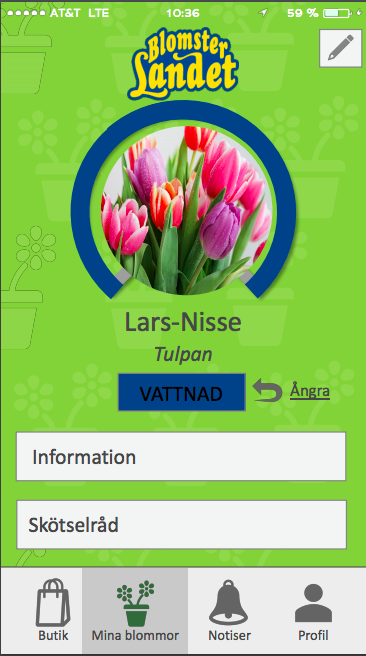 AT&T LTE 10:36 59 %
Blomster
Landet
Lars-Nisse
Tulpan
VATTNAD
Ångra
Information
Skötselråd
Butik Mina blommor Notiser Profil